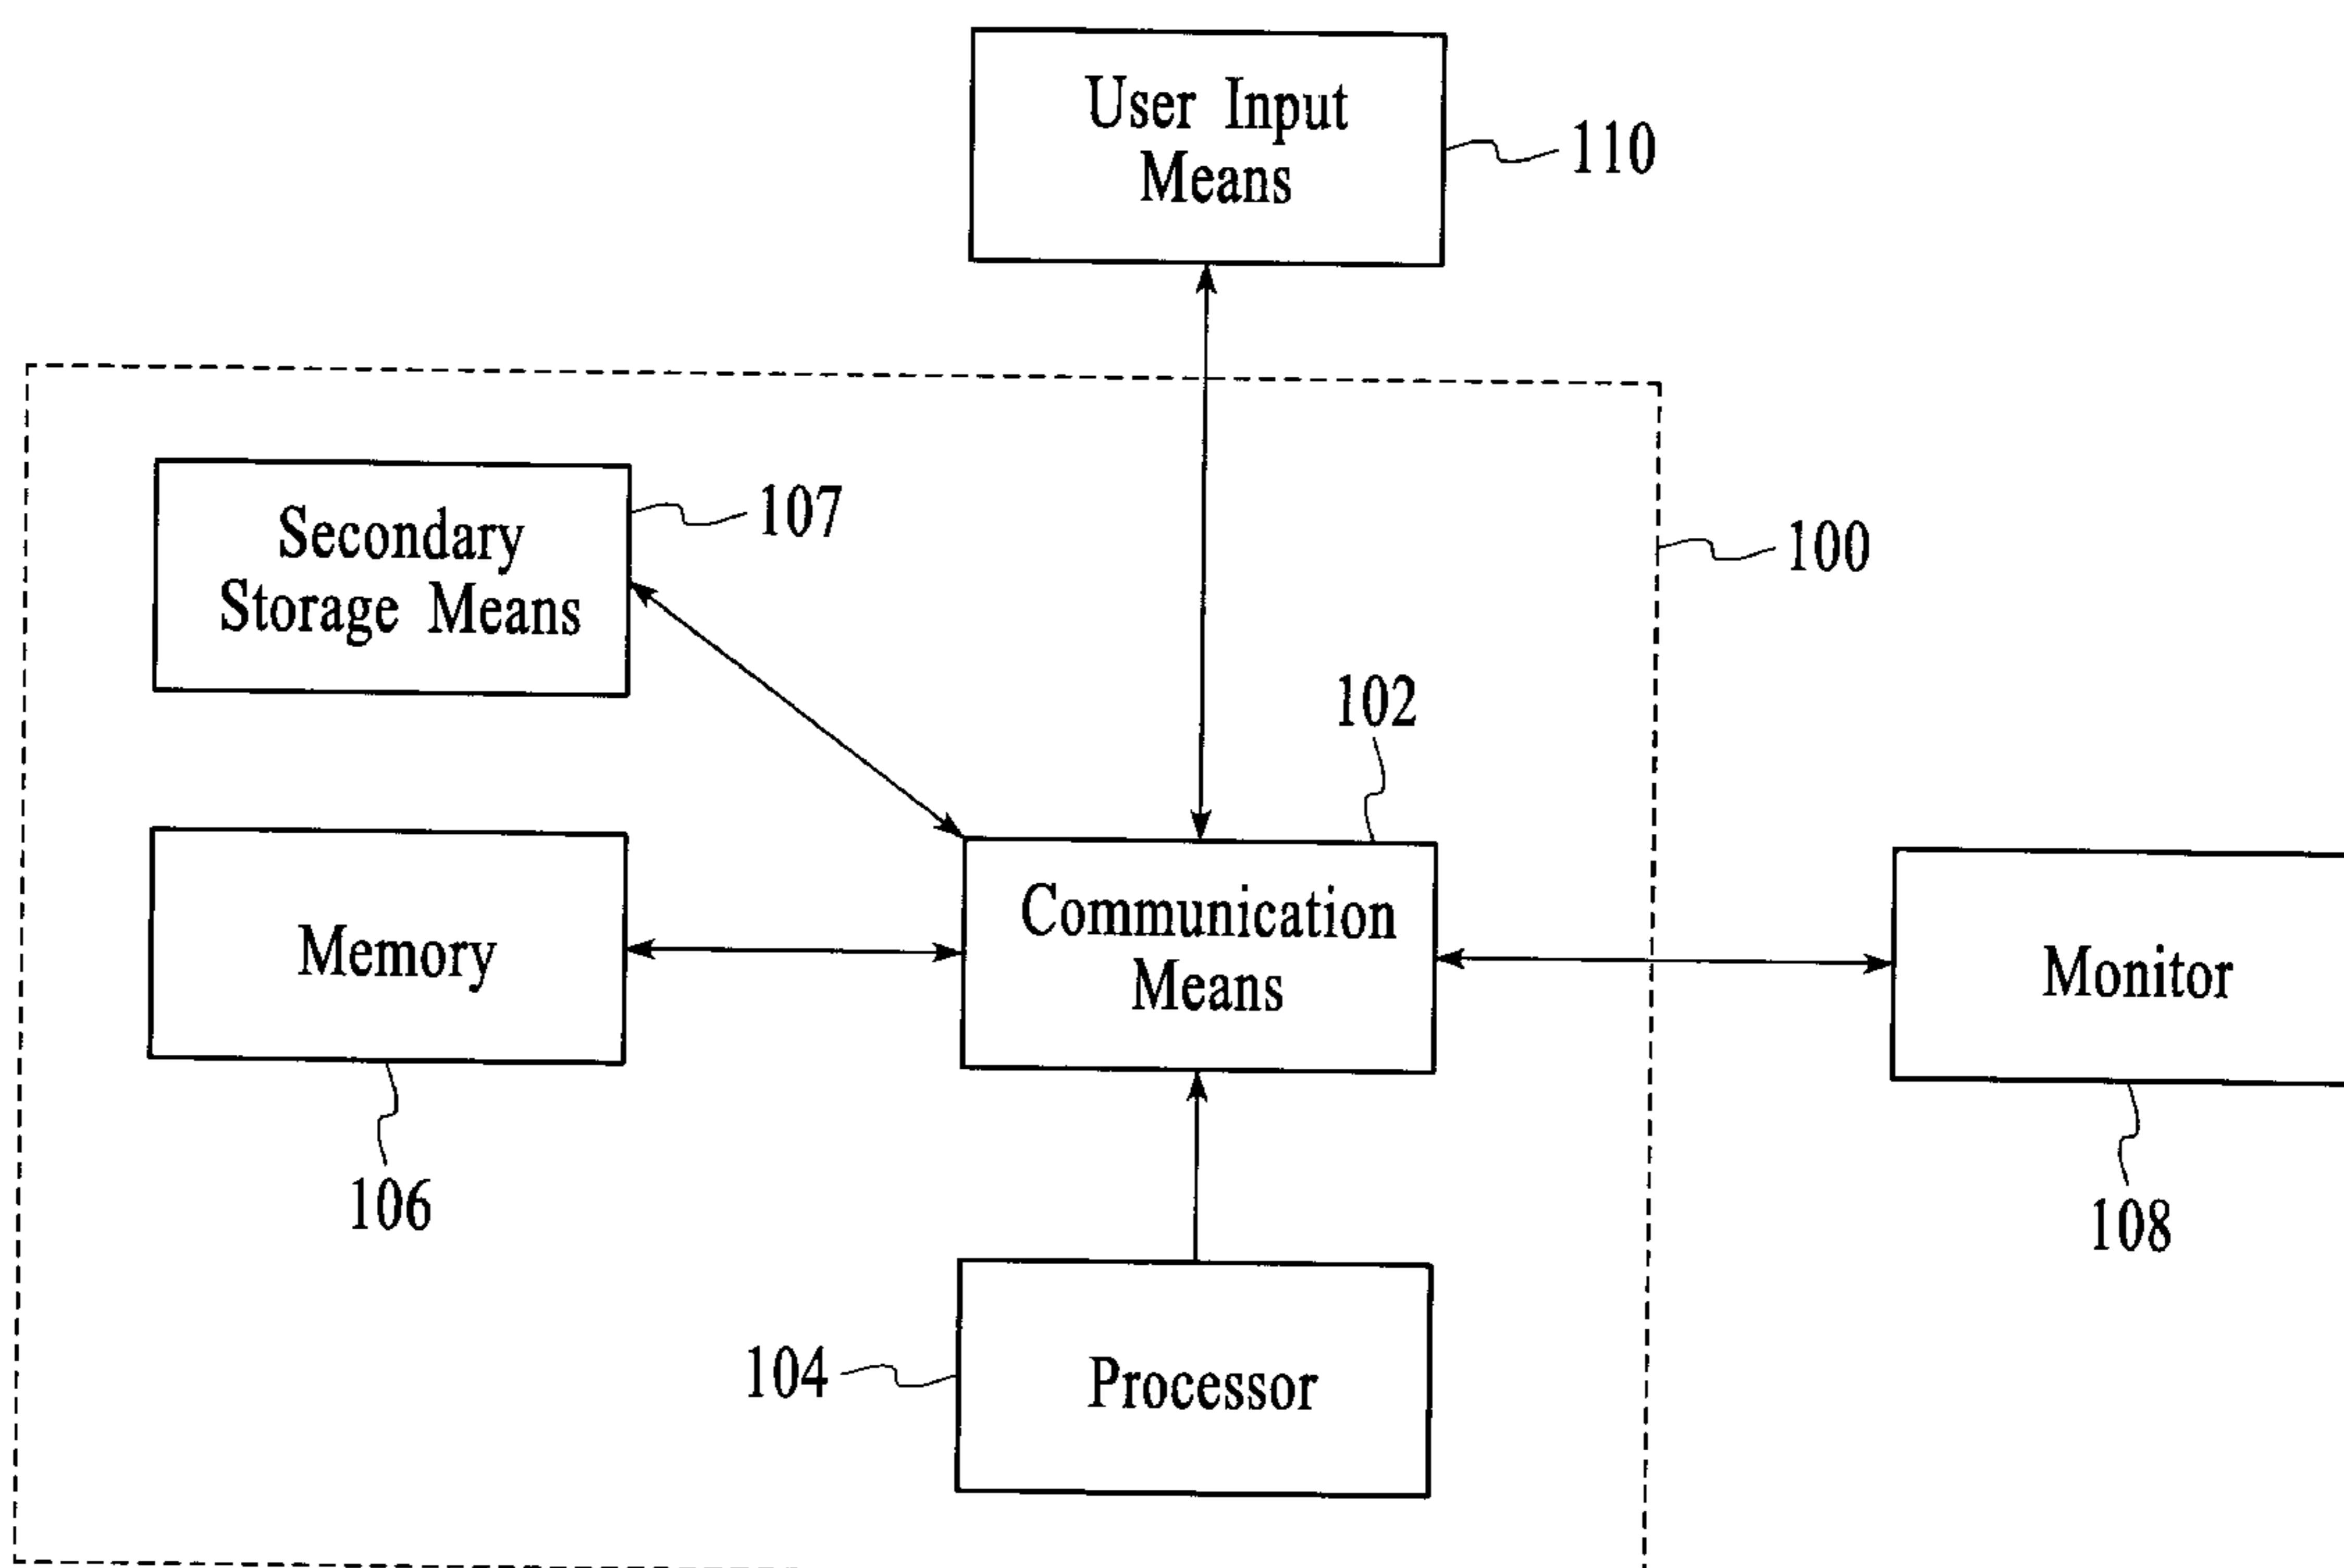 User Input
Means
110
Secondary
Storage Means
107
100
102
Memory
Communication
Means
Monitor
106
108
104
Processor